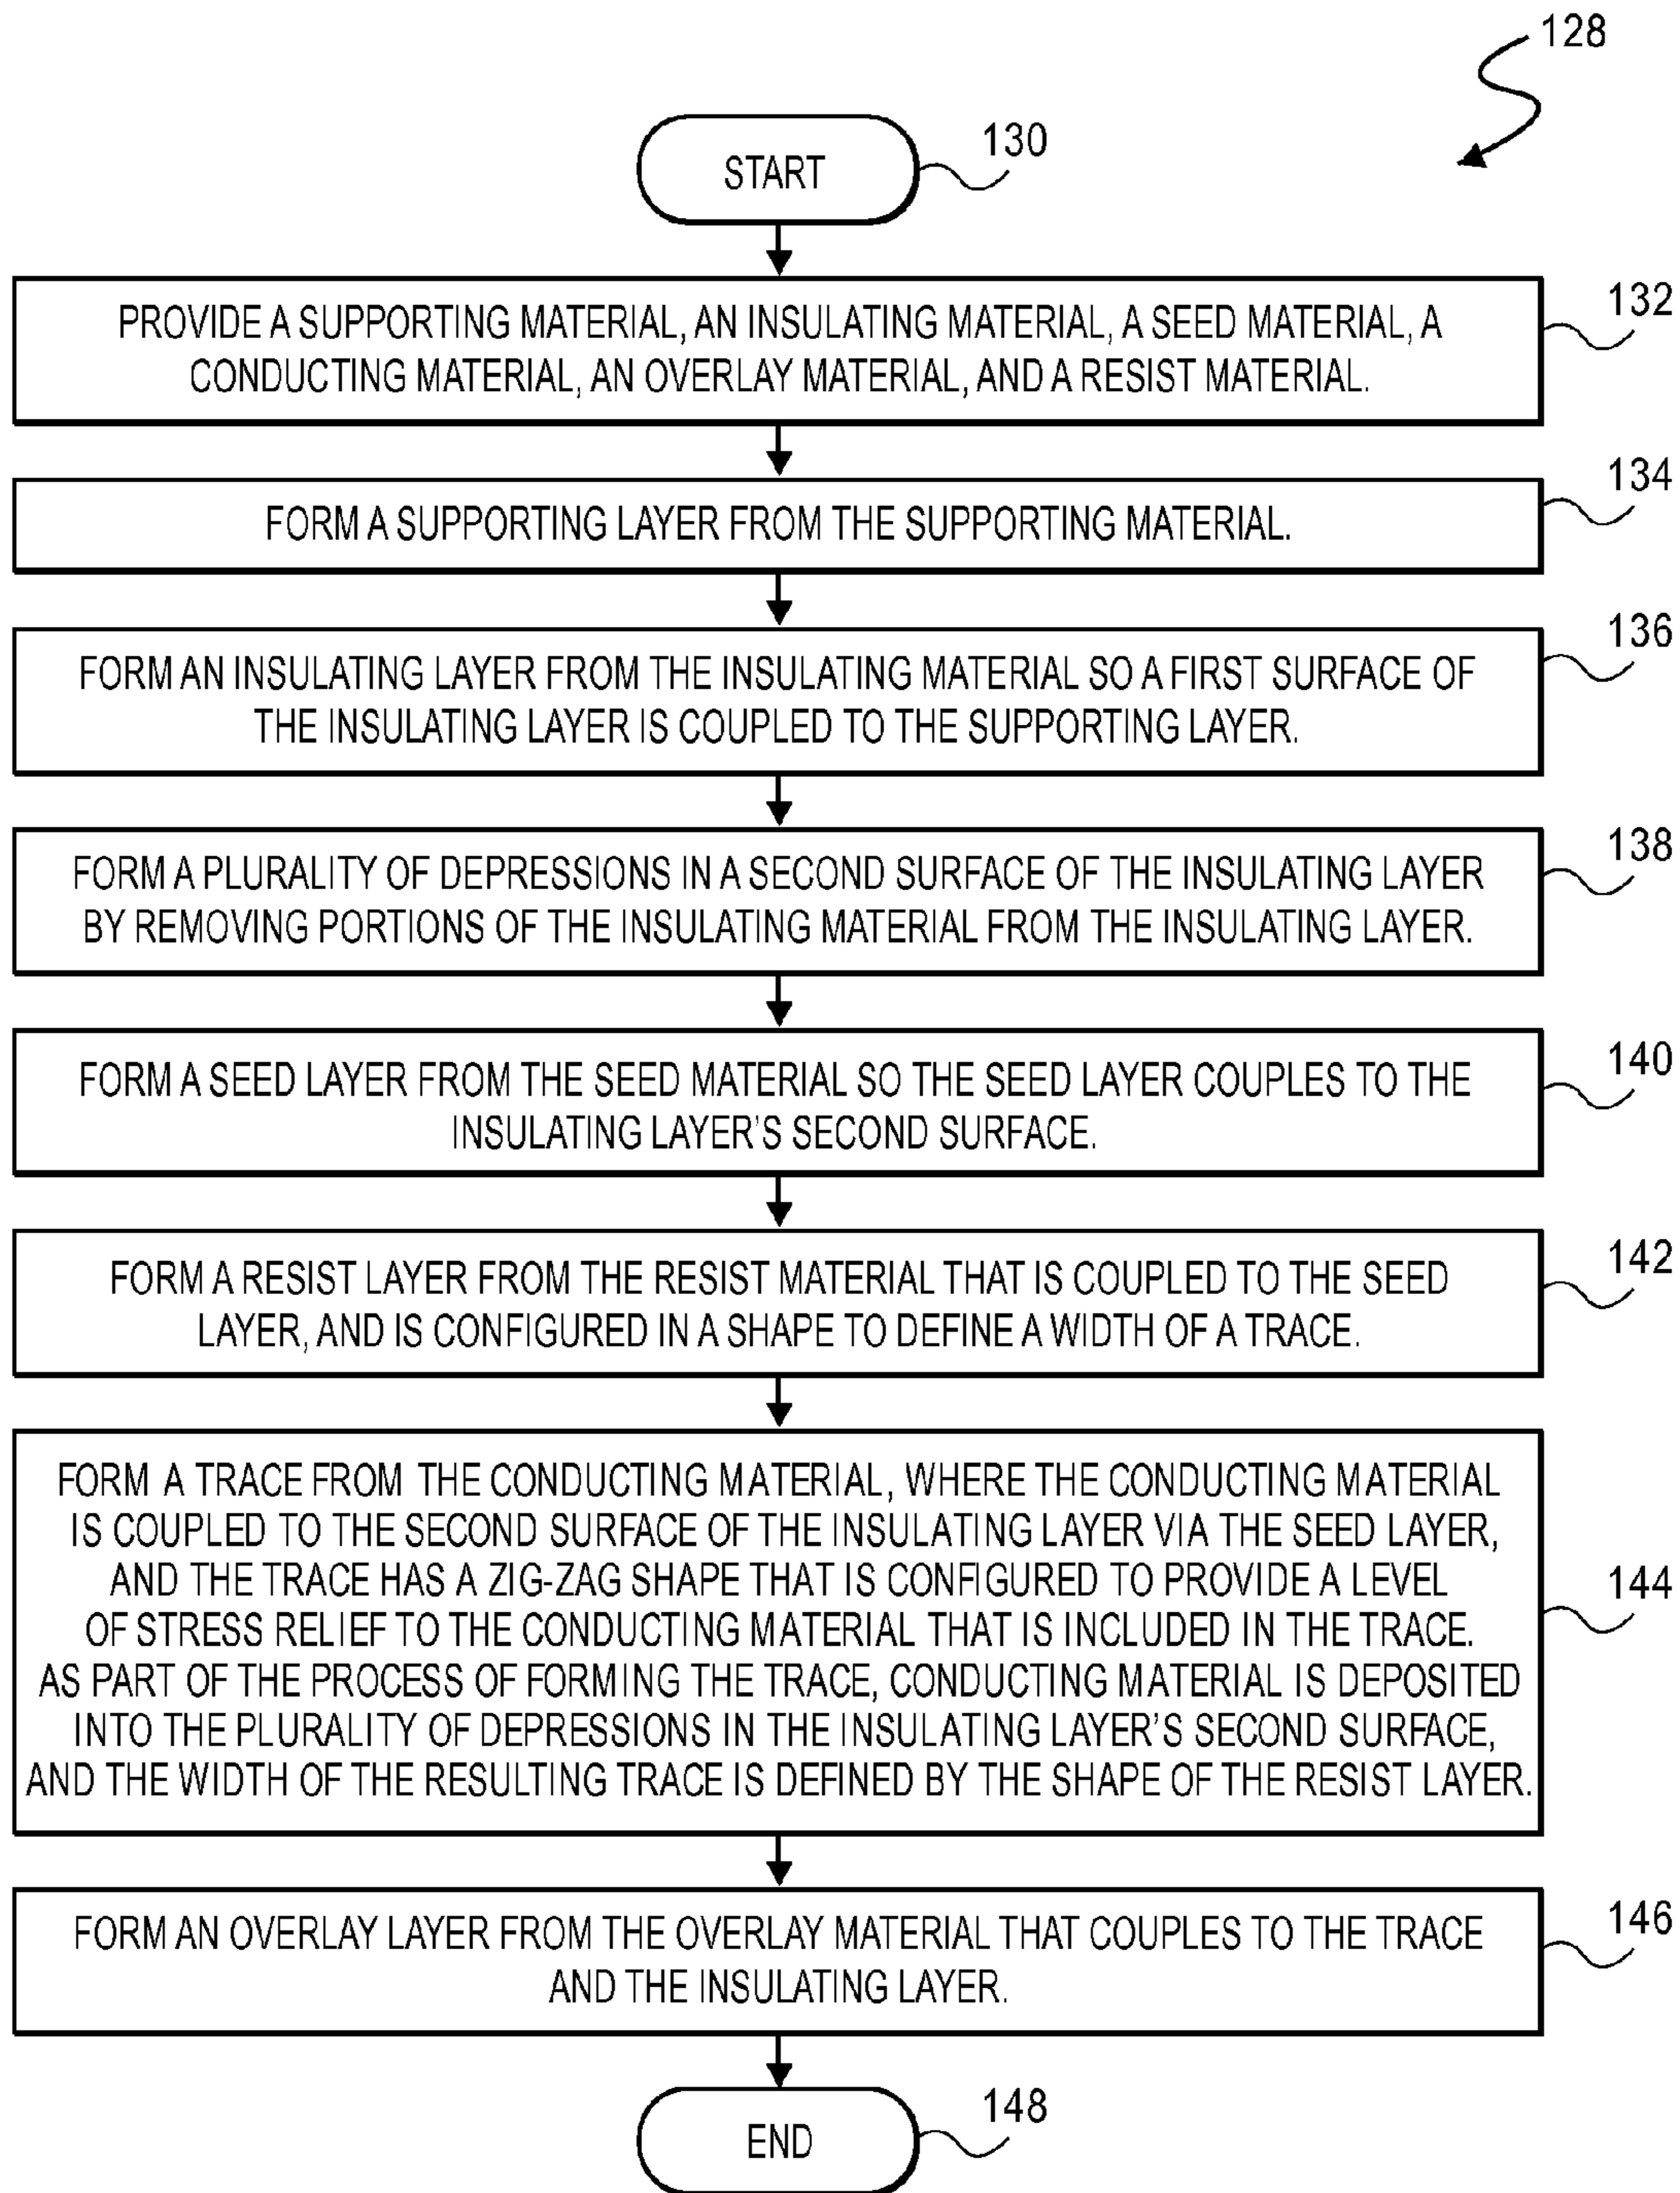 128
START
130
PROVIDE A SUPPORTING MATERIAL, AN INSULATING MATERIAL, A SEED MATERIAL, A
CONDUCTING MATERIAL, AN OVERLAY MATERIAL, AND A RESIST MATERIAL.
132
FORM A SUPPORTING LAYER FROM THE SUPPORTING MATERIAL.
134
FORM AN INSULATING LAYER FROM THE INSULATING MATERIAL SO A FIRST SURFACE OF
THE INSULATING LAYER IS COUPLED TO THE SUPPORTING LAYER.
136
FORM A PLURALITY OF DEPRESSIONS IN A SECOND SURFACE OF THE INSULATING LAYER
BY REMOVING PORTIONS OF THE INSULATING MATERIAL FROM THE INSULATING LAYER.
138
FORM A SEED LAYER FROM THE SEED MATERIAL SO THE SEED LAYER COUPLES TO THE
INSULATING LAYER'S SECOND SURFACE.
140
FORM A RESIST LAYER FROM THE RESIST MATERIAL THAT IS COUPLED TO THE SEED
LAYER, AND IS CONFIGURED IN A SHAPE TO DEFINE A WIDTH OF A TRACE.
142
FORM A TRACE FROM THE CONDUCTING MATERIAL, WHERE THE CONDUCTING MATERIAL
IS COUPLED TO THE SECOND SURFACE OF THE INSULATING LAYER VIA THE SEED LAYER,
AND THE TRACE HAS A ZIG-ZAG SHAPE THAT IS CONFIGURED TO PROVIDE A LEVEL
OF STRESS RELIEF TO THE CONDUCTING MATERIAL THAT IS INCLUDED IN THE TRACE.
AS PART OF THE PROCESS OF FORMING THE TRACE, CONDUCTING MATERIAL IS DEPOSITED
INTO THE PLURALITY OF DEPRESSIONS IN THE INSULATING LAYER'S SECOND SURFACE,
AND THE WIDTH OF THE RESULTING TRACE IS DEFINED BY THE SHAPE OF THE RESIST LAYER.
144
FORM AN OVERLAY LAYER FROM THE OVERLAY MATERIAL THAT COUPLES TO THE TRACE
AND THE INSULATING LAYER.
146
END
148